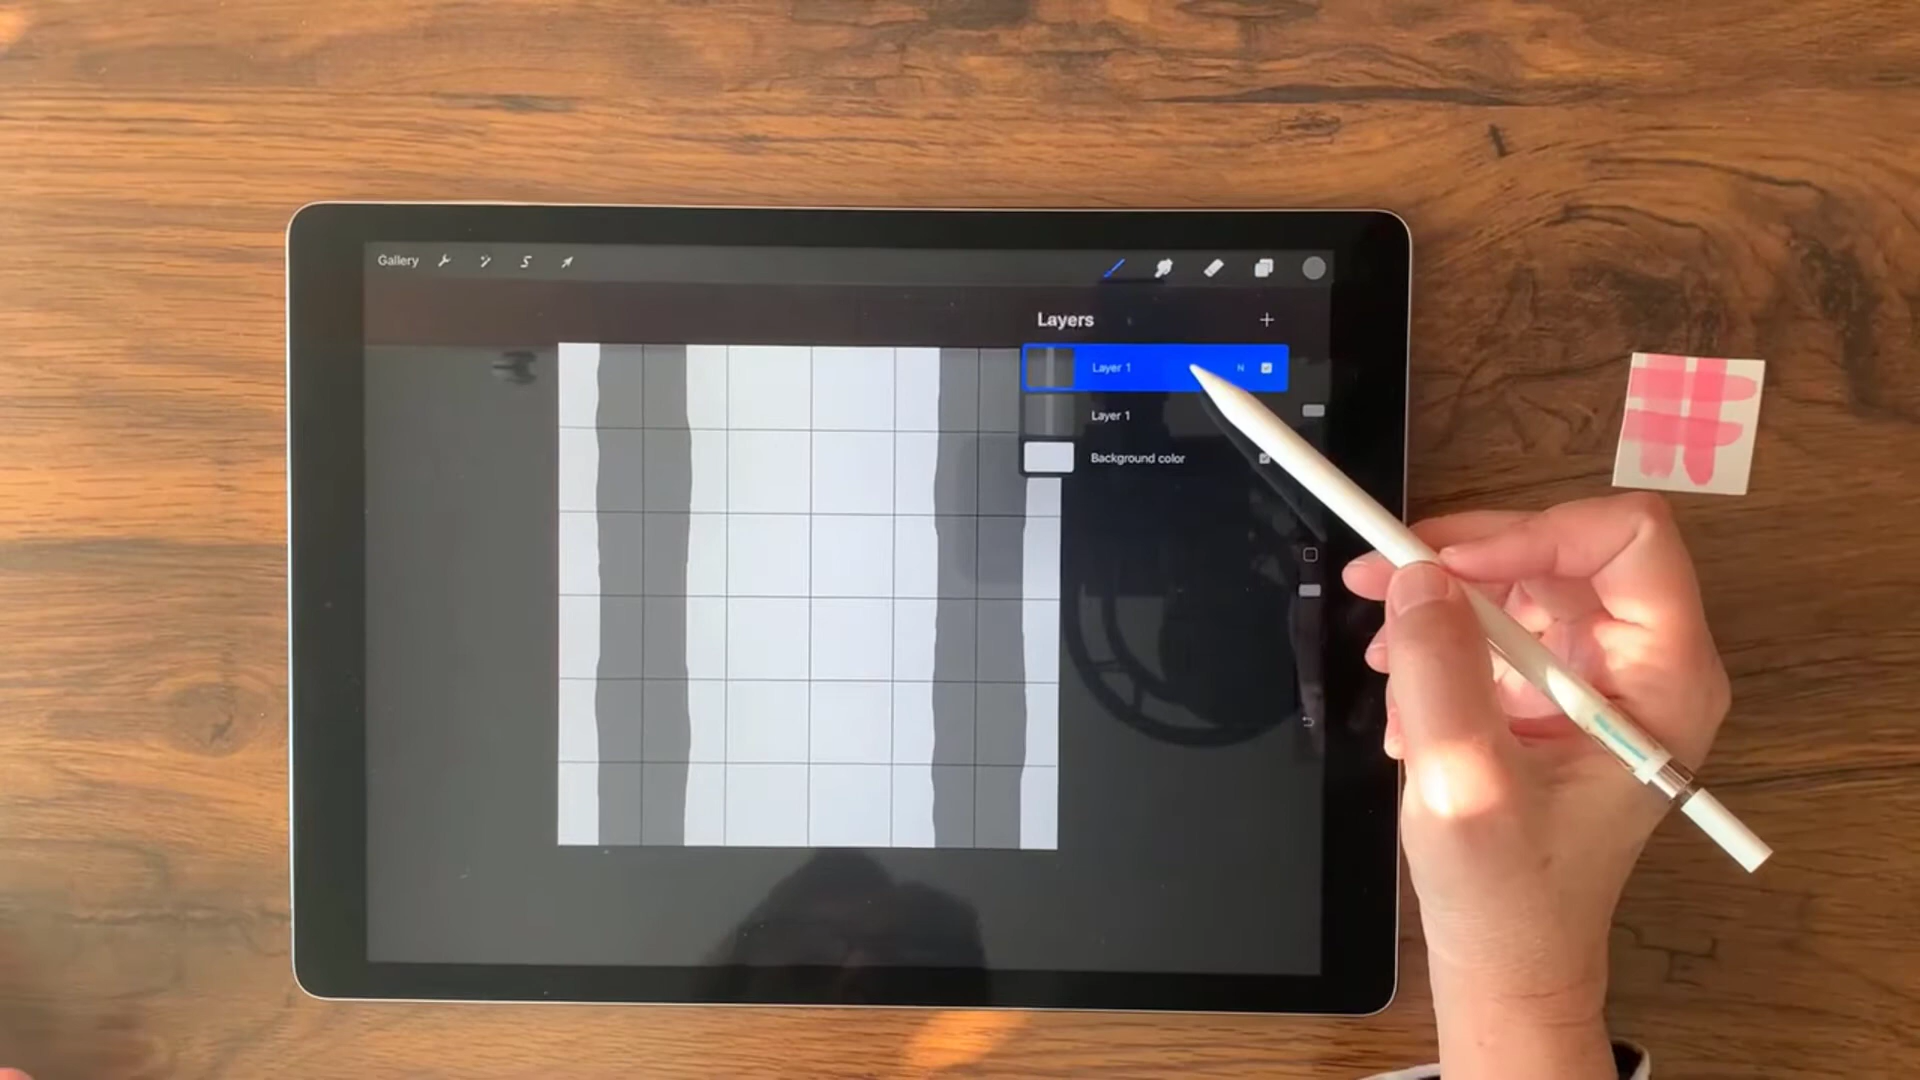 Gallery
Layers
Layer 1 N
Layer 1
Background color